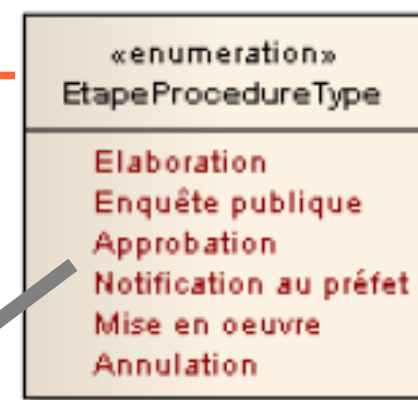 «enumeration»
EtapeProcedureType
Elaboration
Enquête publique
Approbation
Notification au préfet
Mise en oeuvre
Annulation